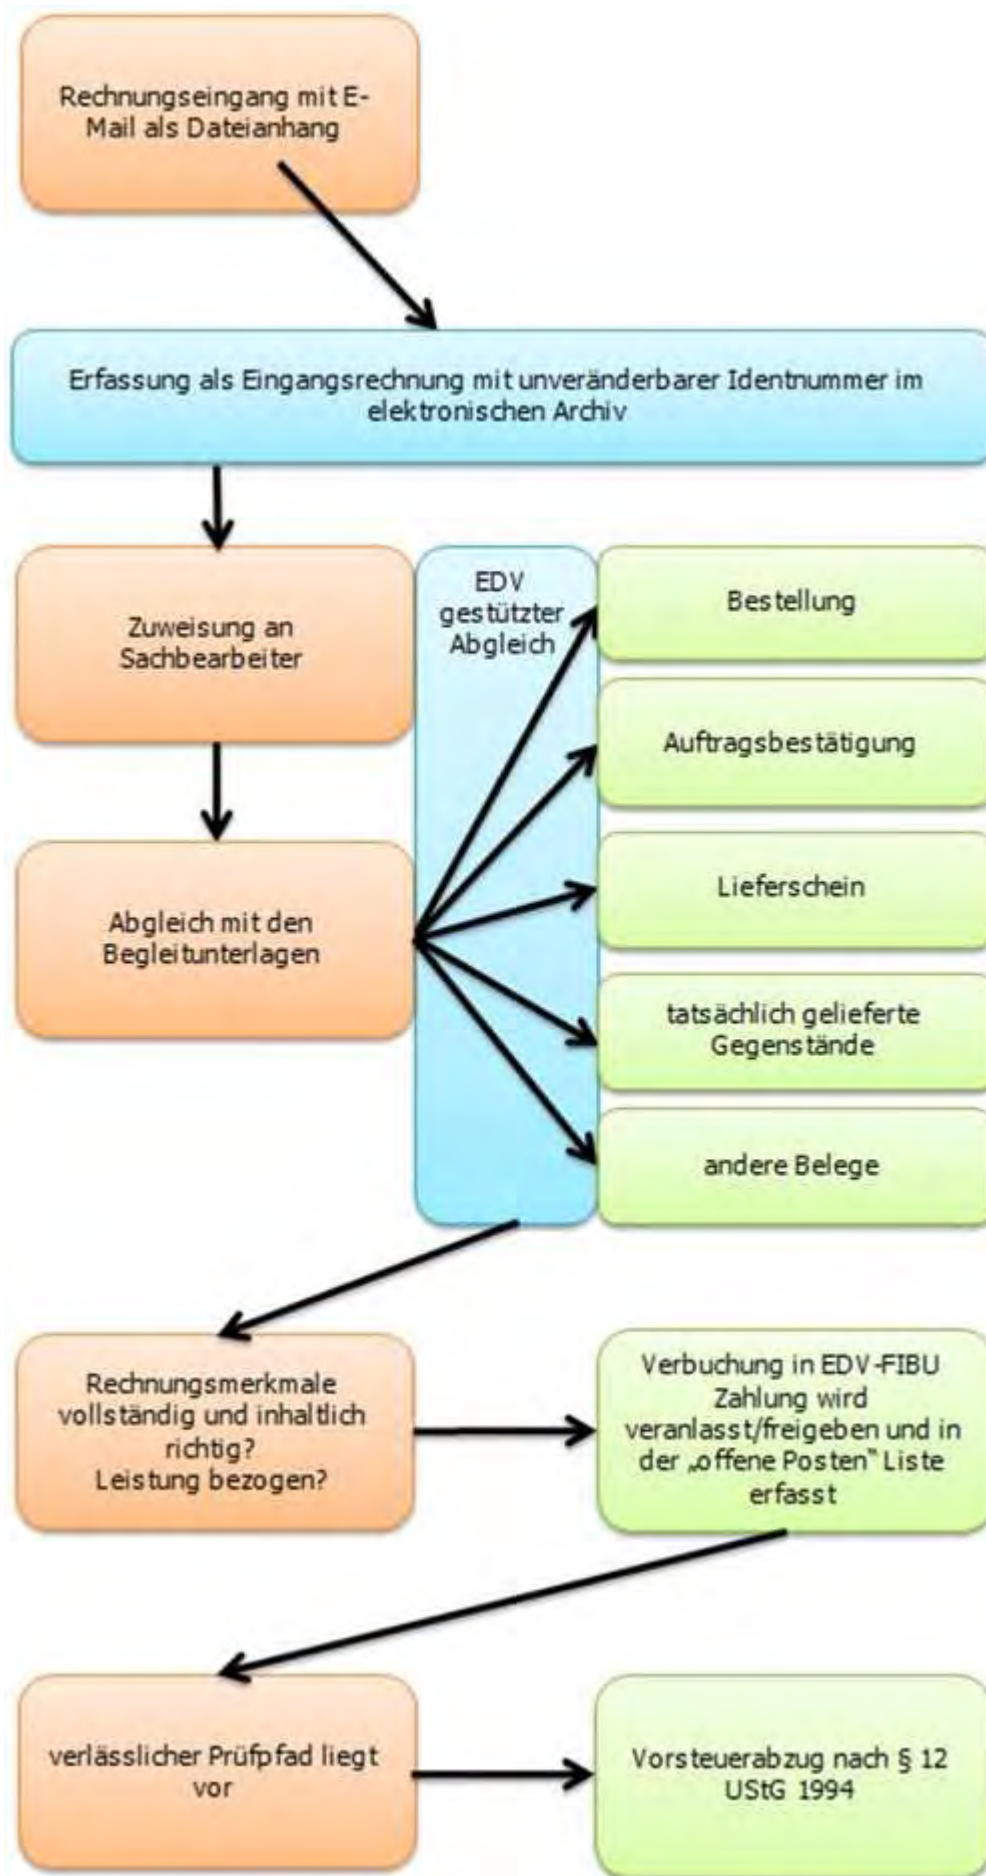 Rechnungseingang mit E-
Mail als Dateianhang
Erfassung als Eingangsrechnung mit unveränderbarer Identnummer im
elektronischen Archiv
Zuweisung an
Sachbearbeiter
EDV
gestützter
Abgleich
Bestellung
Auftragsbestätigung
Abgleich mit den
Begleitunterlagen
Lieferschein
tatsächlich gelieferte
Gegenstände
andere Belege
Rechnungsmerkmale
vollständig und inhaltlich
richtig?
Leistung bezogen?
Verbuchung in EDV-FIBU
Zahlung wird
veranlasst/freigeben und in
der „offene Posten“ Liste
erfasst
verlässlicher Prüfpfad liegt
vor
Vorsteuerabzug nach § 12
UStG 1994